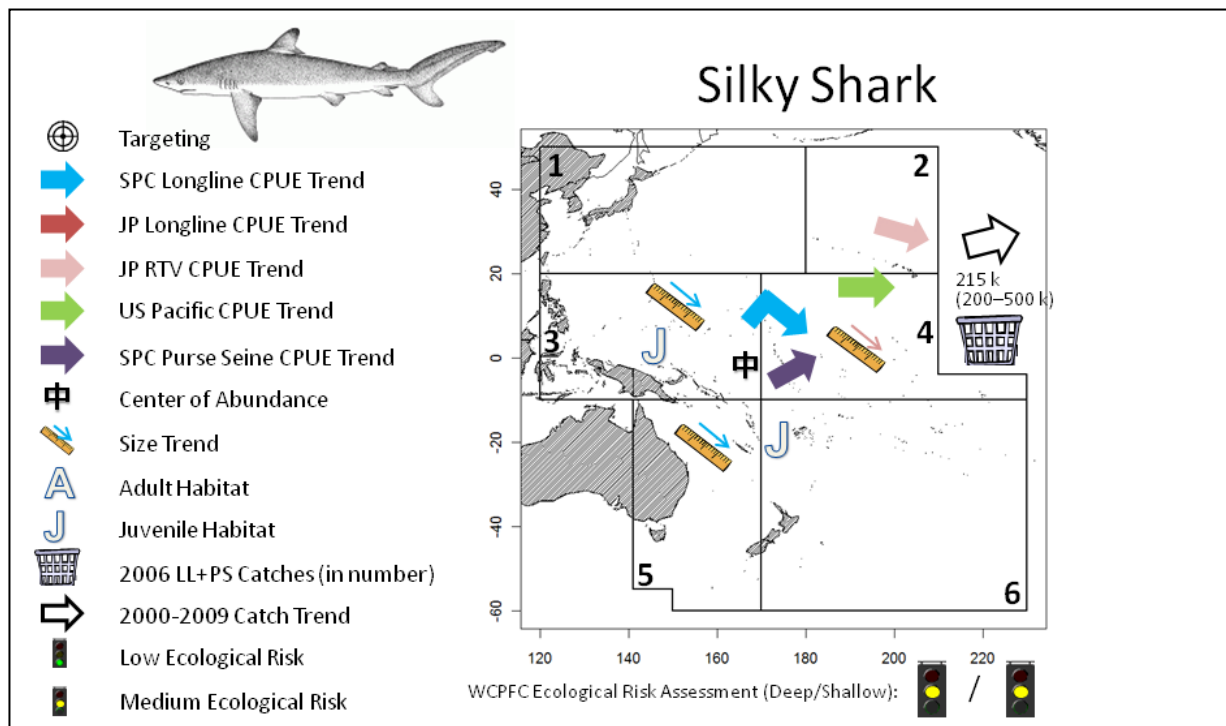 Silky Shark
Targeting
SPC Longline CPUE Trend
JP Longline CPUE Trend
JP RTV CPUE Trend
US Pacific CPUE Trend
SPC Purse Seine CPUE Trend
中
Center of Abundance
Size Trend
A
Adult Habitat
J
Juvenile Habitat
2006 LL+PS Catches (in number)
2000-2009 Catch Trend
Low Ecological Risk
Medium Ecological Risk
1
2
3
4
5
6
J
中
J
215 k
(200–500 k)
40
20
0
-20
-40
-60
120
140
160
180
200
220
WCPFC Ecological Risk Assessment (Deep/Shallow):
/